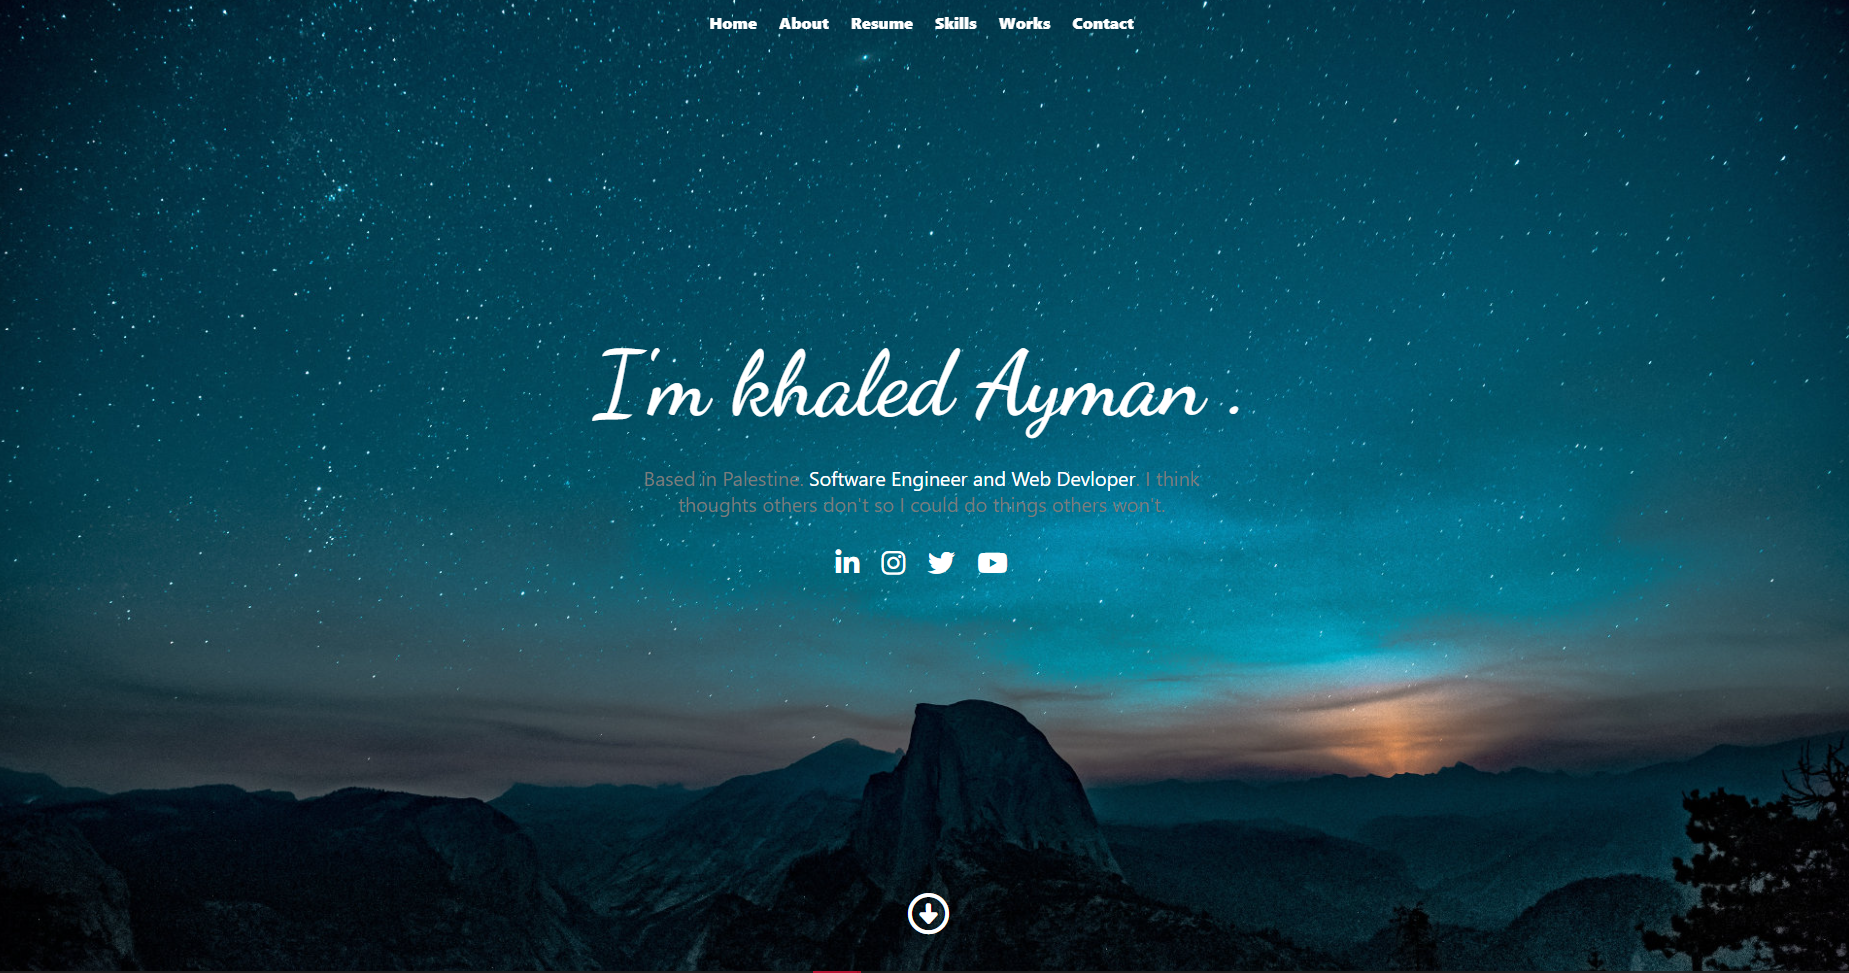 Home About Resume Skills Works Contact
I'm khaled Ayman .
Based in Palestine. Software Engineer and Web Devloper. I think
thoughts others don't so I could do things others won't.
in